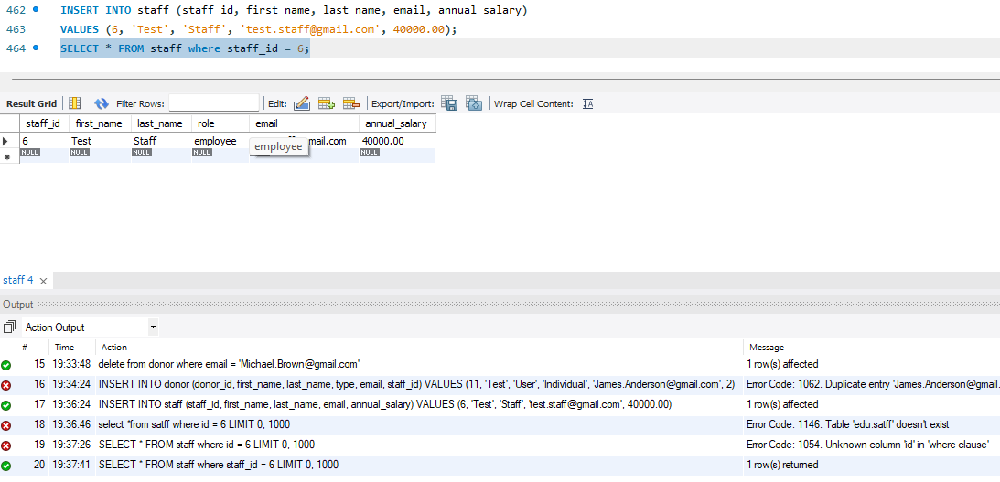 462 INSERT INTO staff (staff_id, first_name, last_name, email, annual_salary)
463 VALUES (6, 'Test', 'Staff', 'test.staff@gmail.com', 40000.00);
464 SELECT * FROM staff where staff_id = 6;
Result Grid Filter Rows: Edit: Export/Import: Wrap Cell Content:
staff_id first_name last_name role email annual_salary
6 Test Staff employee mail.com 40000.00
employee
NULL NULL NULL NULL NULL
staff 4
Output
Action Output
# Time Action Message
15 19:33:48 delete from donor where email = 'Michael.Brown@gmail.com' 1 row(s) affected
16 19:34:24 INSERT INTO donor (donor_id, first_name, last_name, type, email, staff_id) VALUES (11, 'Test', 'User', 'Individual', 'James.Anderson@gmail.com', 2) Error Code: 1062. Duplicate entry 'James.Anderson@gmail.
17 19:36:24 INSERT INTO staff (staff_id, first_name, last_name, email, annual_salary) VALUES (6, 'Test', 'Staff', 'test.staff@gmail.com', 40000.00) 1 row(s) affected
18 19:36:46 select *from satff where id = 6 LIMIT 0, 1000 Error Code: 1146. Table 'edu.satff' doesn't exist
19 19:37:26 SELECT * FROM staff where id = 6 LIMIT 0, 1000 Error Code: 1054. Unknown column 'id' in 'where clause'
20 19:37:41 SELECT * FROM staff where staff_id = 6 LIMIT 0, 1000 1 row(s) returned